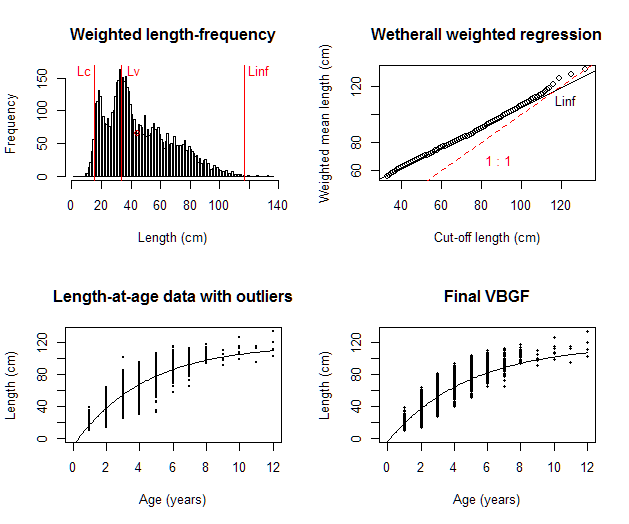 Weighted length-frequency
Lc
Lv
Linf
Frequency
0
50
100
150
0 20 40 60 80 100 120 140
Length (cm)
Wetherall weighted regression
Weighted mean length (cm)
60
80
120
Linf
1 : 1
40 60 80 100 120
Cut-off length (cm)
Length-at-age data with outliers
Length (cm)
0
40
80
120
0 2 4 6 8 10 12
Age (years)
Final VBGF
Length (cm)
0
40
80
120
0 2 4 6 8 10 12
Age (years)